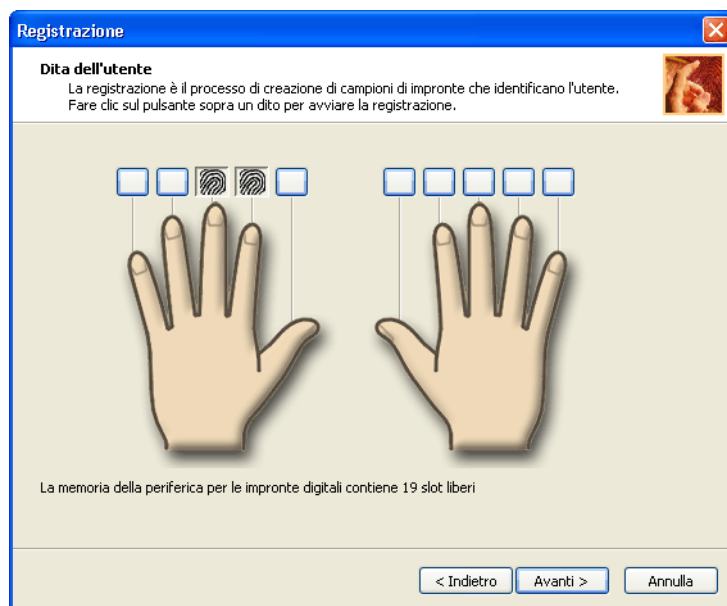 Registrazione
Dita dell'utente
La registrazione è il processo di creazione di campioni di impronte che identificano l'utente.
Fare clic sul pulsante sopra un dito per avviare la registrazione.
La memoria della periferica per le impronte digitali contiene 19 slot liberi
< Indietro
Avanti >
Annulla